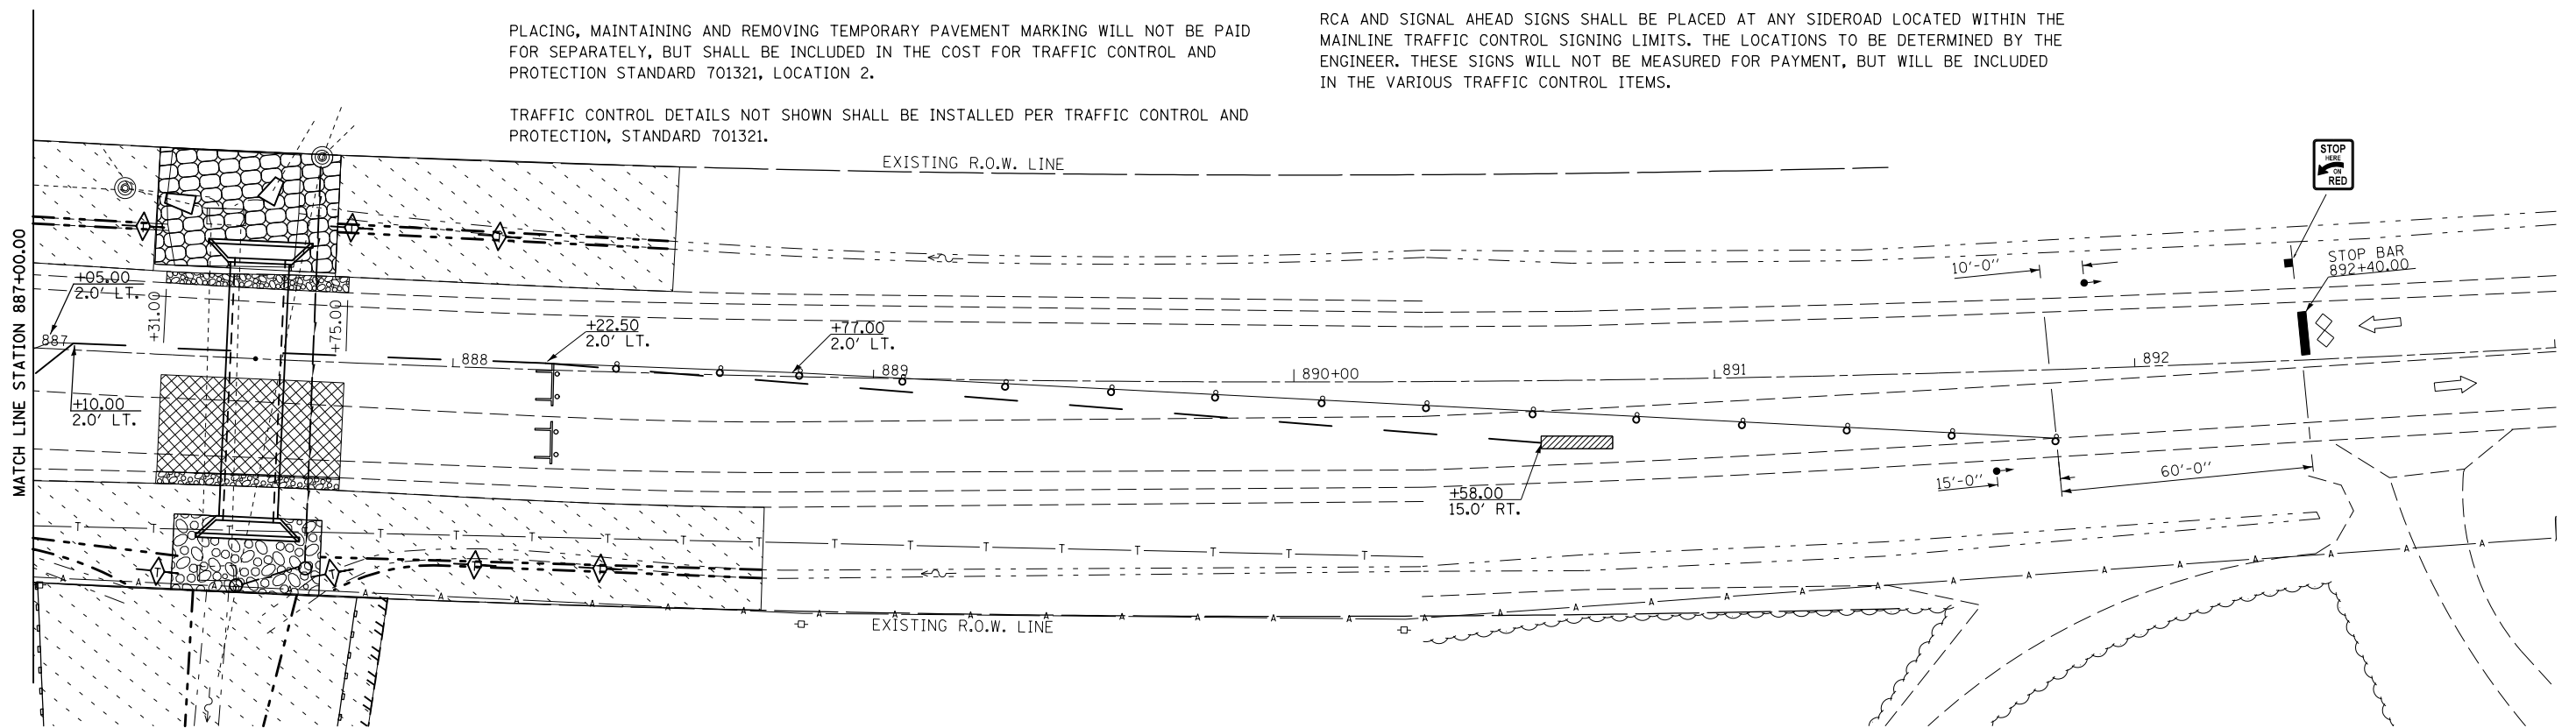 PLACING, MAINTAINING AND REMOVING TEMPORARY PAVEMENT MARKING WILL NOT BE PAID
FOR SEPARATELY, BUT SHALL BE INCLUDED IN THE COST FOR TRAFFIC CONTROL AND
PROTECTION STANDARD 701321, LOCATION 2.
TRAFFIC CONTROL DETAILS NOT SHOWN SHALL BE INSTALLED PER TRAFFIC CONTROL AND
PROTECTION, STANDARD 701321.
RCA AND SIGNAL AHEAD SIGNS SHALL BE PLACED AT ANY SIDEROAD LOCATED WITHIN THE
MAINLINE TRAFFIC CONTROL SIGNING LIMITS. THE LOCATIONS TO BE DETERMINED BY THE
ENGINEER. THESE SIGNS WILL NOT BE MEASURED FOR PAYMENT, BUT WILL BE INCLUDED
IN THE VARIOUS TRAFFIC CONTROL ITEMS.
EXISTING R.O.W. LINE
STOP
HERE
ON
RED
MATCH LINE STATION 887+00.00
+05.00
2.0' LT.
+31.00
+75.00
887
+10.00
2.0' LT.
888
+22.50
2.0' LT.
+77.00
2.0' LT.
889
890+00
891
892
10'-0"
STOP BAR
892+40.00
+58.00
15.0' RT.
15'-0"
60'-0"
T T T T T T T T T T T T T T T T
A A A A A A A A A A A A A A A A A A A A A A A A A A A A A A A A A
EXISTING R.O.W. LINE